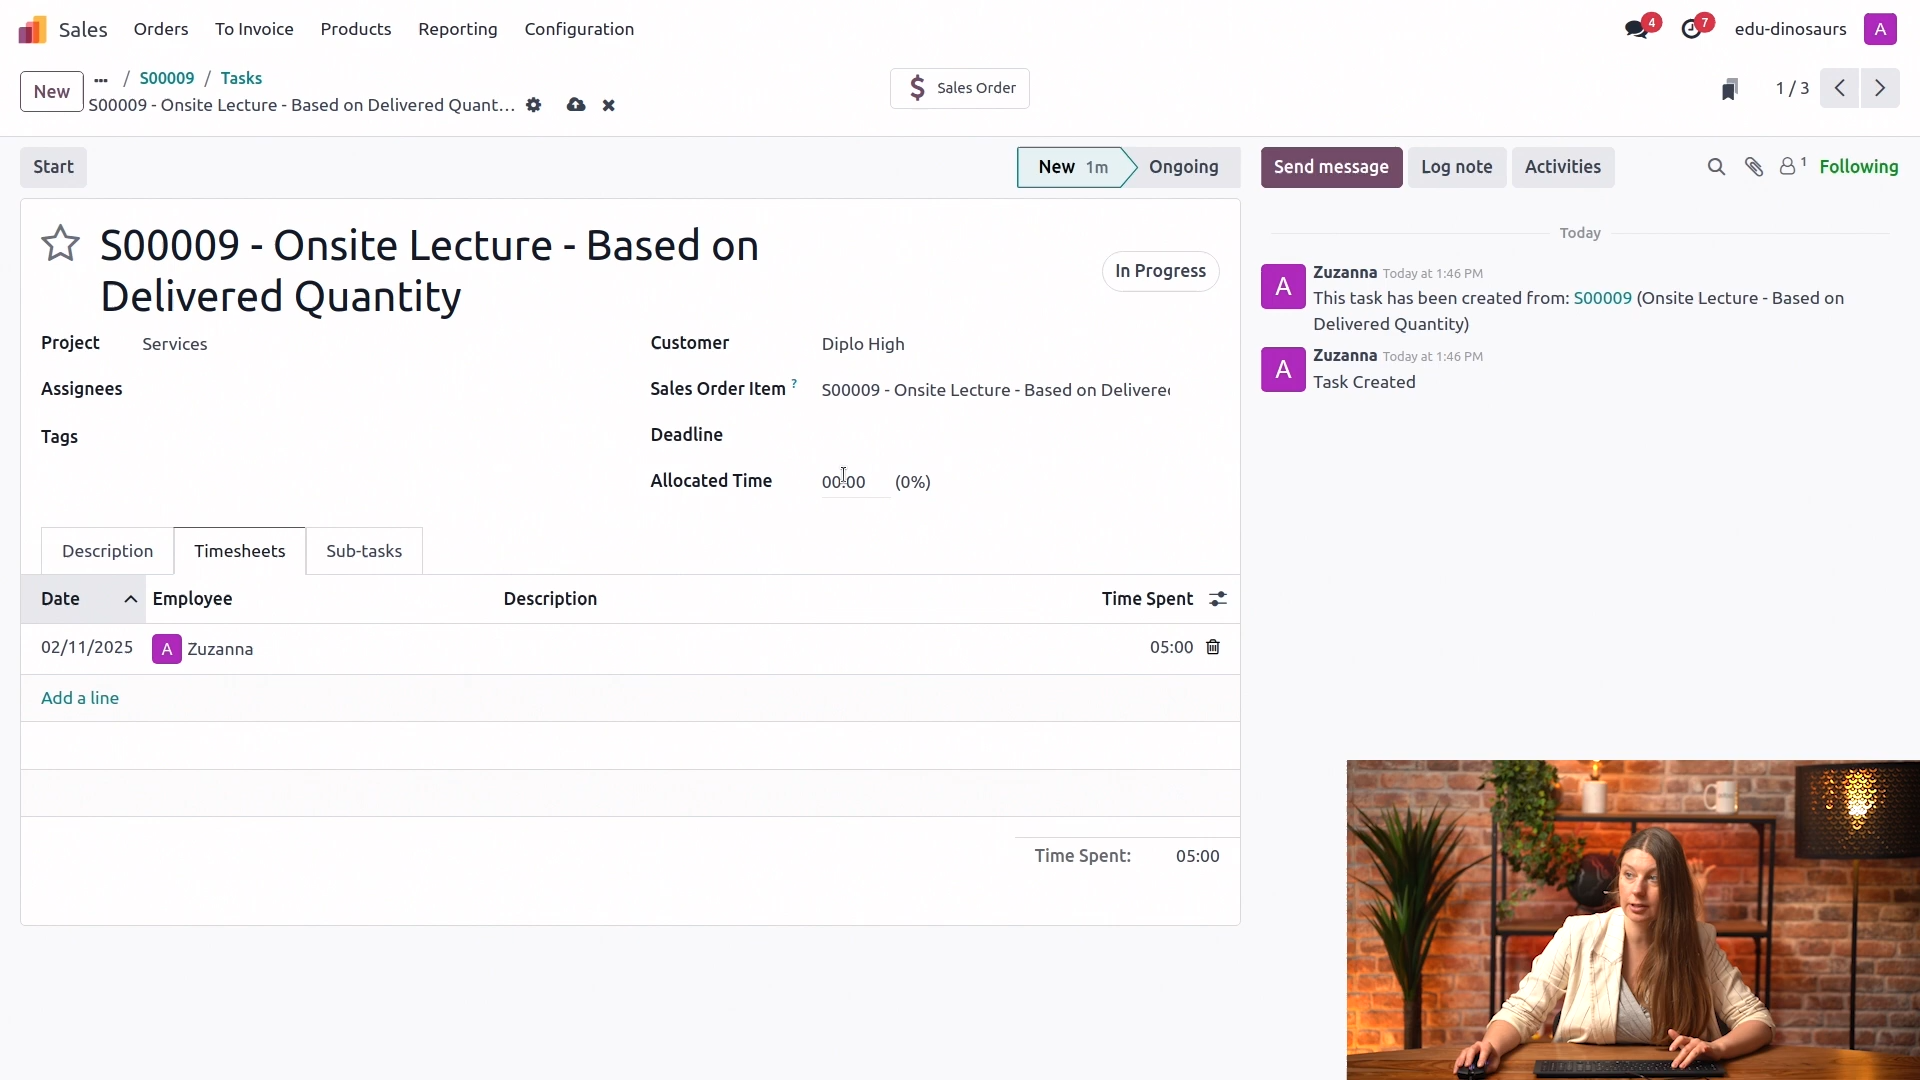 Sales Orders To Invoice Products Reporting Configuration 4 7 edu-dinosaurs A
New ... / S00009 / Tasks
S00009 - Onsite Lecture - Based on Delivered Quant...
$ Sales Order
1 / 3
Start
New 1m Ongoing
Send message Log note Activities 1 Following
S00009 - Onsite Lecture - Based on
Delivered Quantity
In Progress
Project Services
Assignees
Tags
Customer Diplo High
Sales Order Item ? S00009 - Onsite Lecture - Based on Delivered
Deadline
Allocated Time 00:00 (0%)
Description Timesheets Sub-tasks
Date Employee Description Time Spent
02/11/2025 A Zuzanna 05:00
Add a line
Time Spent: 05:00
Today
A Zuzanna Today at 1:46 PM
This task has been created from: S00009 (Onsite Lecture - Based on
Delivered Quantity)
A Zuzanna Today at 1:46 PM
Task Created